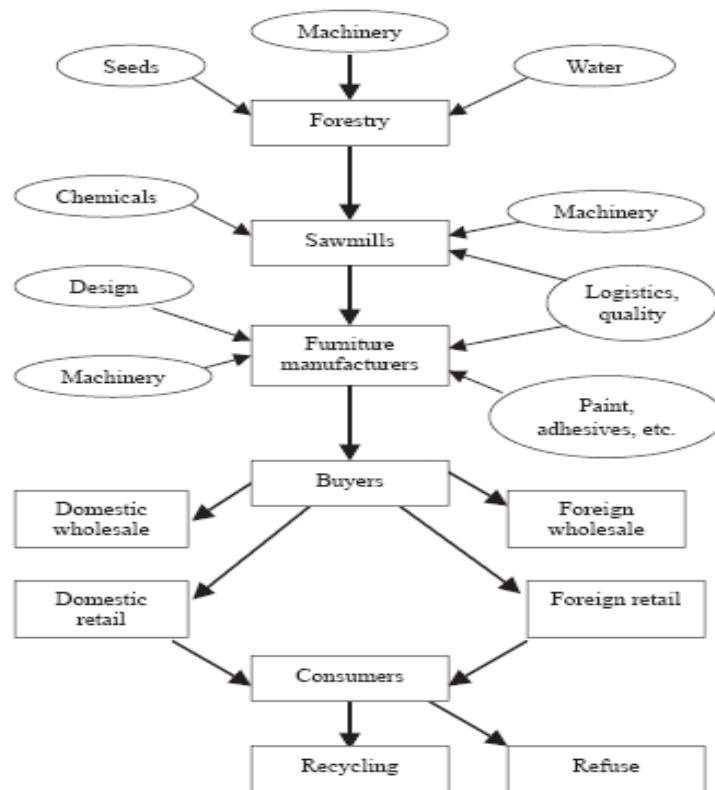 Machinery
Seeds
Water
Forestry
Chemicals
Machinery
Sawmills
Design
Logistics,
quality
Furniture
manufacturers
Machinery
Paint,
adhesives, etc.
Buyers
Domestic
wholesale
Foreign
wholesale
Domestic
retail
Foreign retail
Consumers
Recycling
Refuse